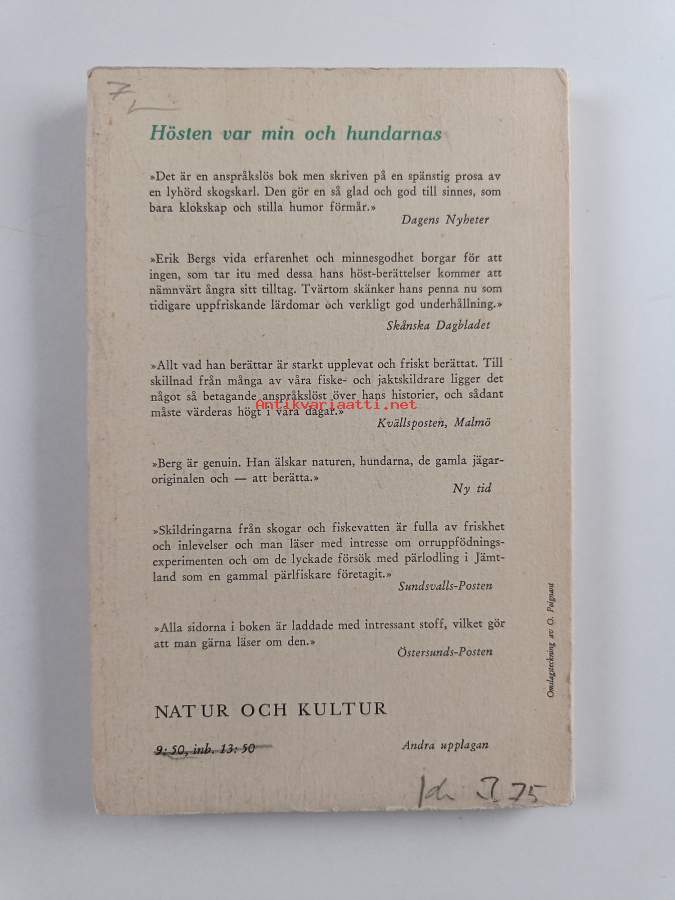 7
Hösten var min och hundarnas
»Det är en anspråkslös bok men skriven på en spänstig prosa av
en lyhörd skogskarl. Den gör en så glad och god till sinnes, som
bara klokskap och stilla humor förmår.»
Dagens Nyheter
»Erik Bergs vida erfarenhet och minnesgodhet borgar för att
ingen, som tar itu med dessa hans höst-berättelser kommer att
nämnvärt ångra sitt tilltag. Tvärtom skänker hans penna nu som
tidigare uppfriskande lärdomar och verkligt god underhållning.»
Skånska Dagbladet
»Allt vad han berättar är starkt upplevat och friskt berättat. Till
skillnad från många av våra fiske- och jaktskildrare ligger det
något så betagande anspråkslöst över hans historier, och sådant
Antikvariaatti.net
måste värderas högt i våra dagar.»
Kvällsposten, Malmö
»Berg är genuin. Han älskar naturen, hundarna, de gamla jägar-
originalen och — att berätta.»
Ny tid
»Skildringarna från skogar och fiskevatten är fulla av friskhet
och inlevelser och man läser med intresse om orruppfödnings-
experimenten och om de lyckade försök med pärlodling i Jämt-
land som en gammal pärlfiskare företagit.»
Sundsvalls-Posten
»Alla sidorna i boken är laddade med intressant stoff, vilket gör
att man gärna läser om den.»
Östersunds-Posten
Omslagsteckning av O. Palgnant
NATUR OCH KULTUR
9: 50, inb. 13: 50
Andra upplagan
75